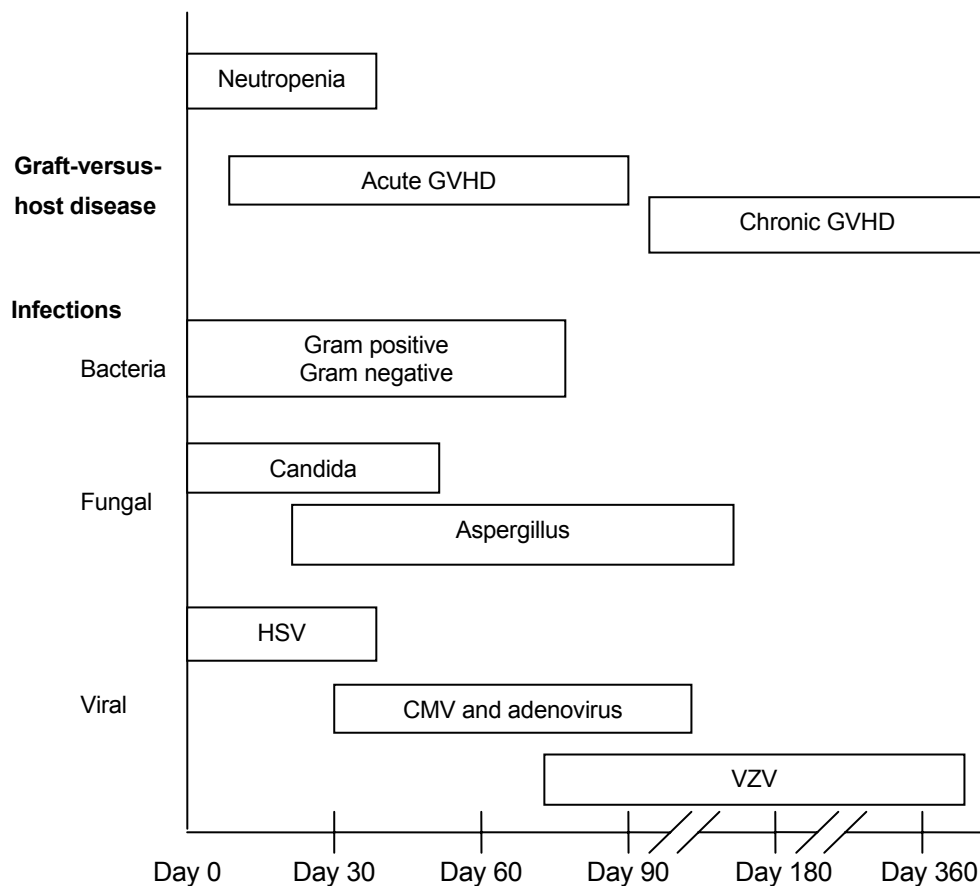 Neutropenia
Graft-versus-
host disease
Acute GVHD
Chronic GVHD
Infections
Bacteria
Gram positive
Gram negative
Fungal
Candida
Aspergillus
Viral
HSV
CMV and adenovirus
VZV
Day 0 Day 30 Day 60 Day 90 Day 180 Day 360